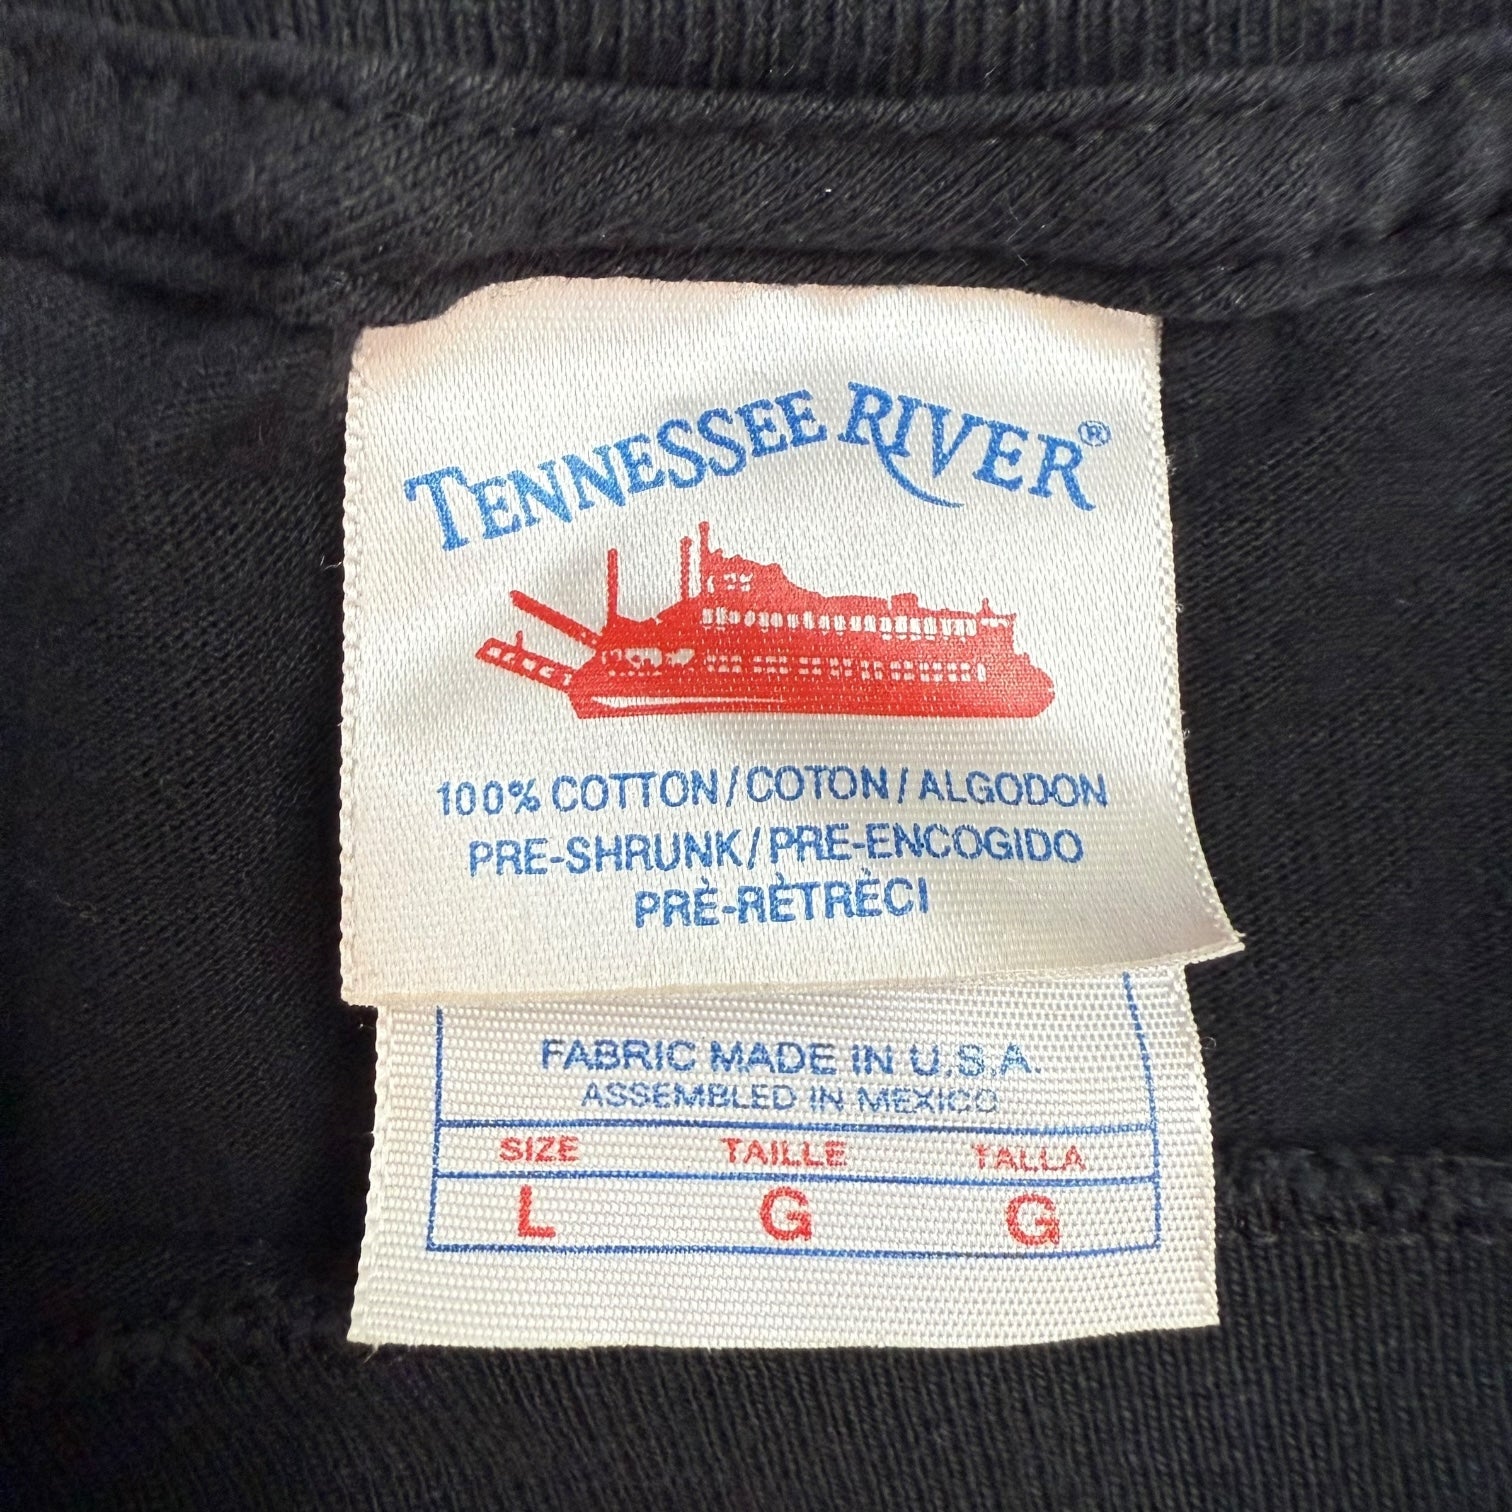 TENNESSEE RIVER®
100% COTTON/COTON/ALGODON
PRE-SHRUNK/PRE-ENCOGIDO
PRÈ-RÈTRÈCI
FABRIC MADE IN U.S.A.
ASSEMBLED IN MEXICO
SIZE TAILLE TALLA
L G G